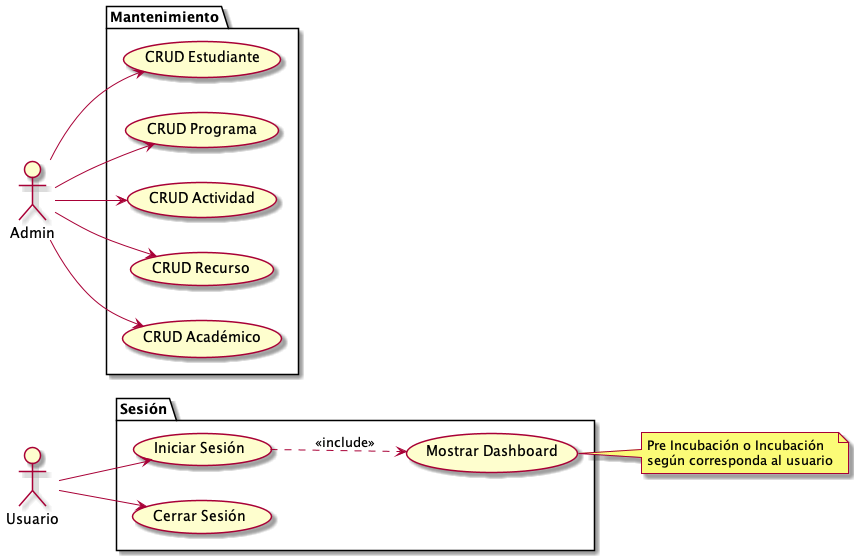 Mantenimiento
CRUD Estudiante
CRUD Programa
CRUD Actividad
Admin
CRUD Recurso
CRUD Académico
Sesión
Iniciar Sesión
«include»
Mostrar Dashboard
Pre Incubación o Incubación
según corresponda al usuario
Usuario
Cerrar Sesión